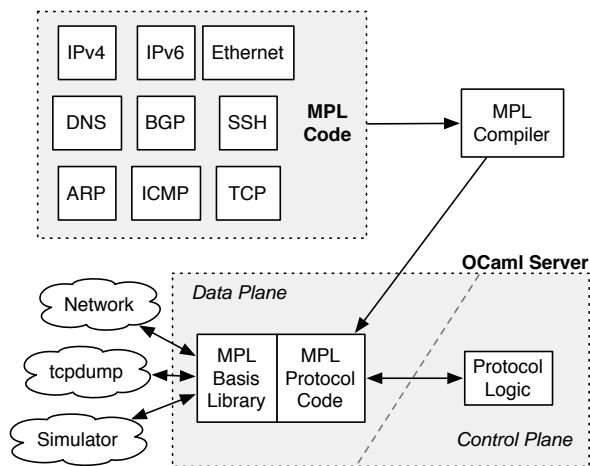 IPv4 IPv6 Ethernet
DNS BGP SSH
MPL
Code
ARP ICMP TCP
MPL
Compiler
OCaml Server
Data Plane
Network
tcpdump
Simulator
MPL
Basis
Library
MPL
Protocol
Code
Protocol
Logic
Control Plane